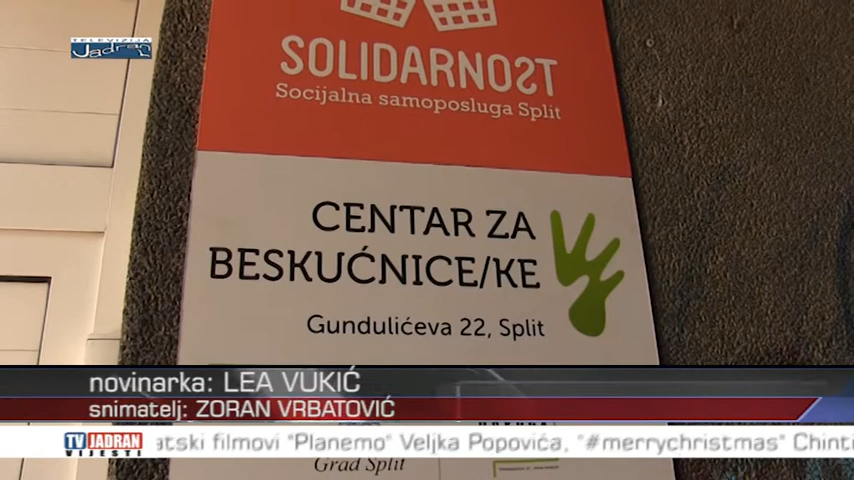 TELEVIZIJA
Jadran
SOLIDARNOST
Socijalna samoposluga Split
CENTAR ZA
BESKUĆNICE/KE
Gundulićeva 22, Split
novinarka: LEA VUKIĆ
snimatelj: ZORAN VRBATOVIĆ
TV JADRAN
VIJESTI
atski filmovi "Planemo" Veljka Popovića, "#merrychristmas" Chinti
Grad Split